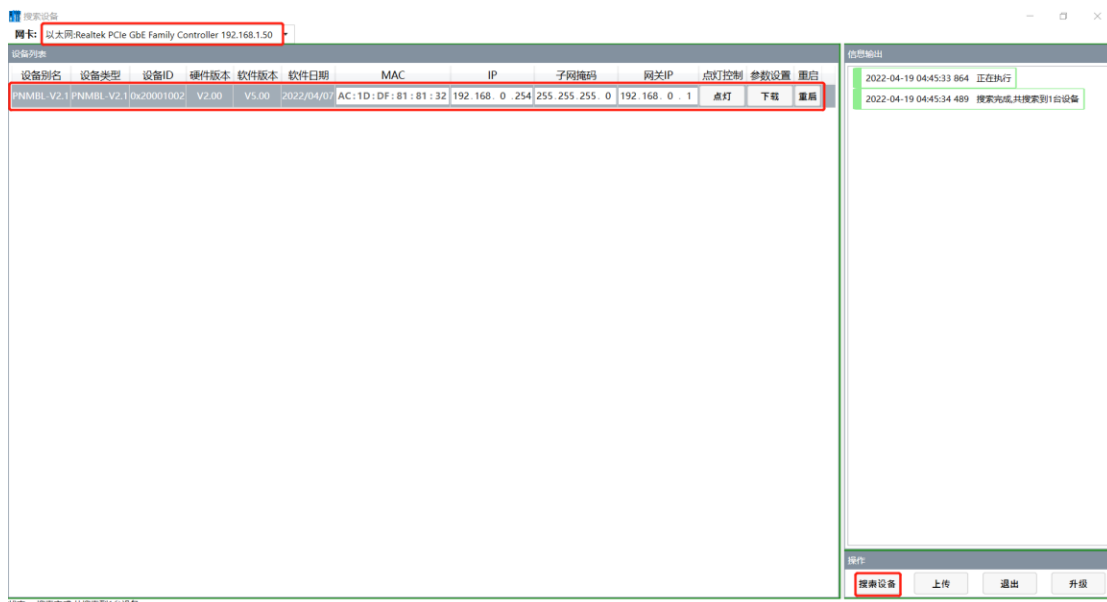 搜索设备
网卡: 以太网:Realtek PCIe GbE Family Controller 192.168.1.50
设备列表
设备别名 设备类型 设备ID 硬件版本 软件版本 软件日期 MAC IP 子网掩码 网关IP 点灯控制 参数设置 重启
PNMBL-V2.1 PNMBL-V2.1 0x20001002 V2.00 V5.00 2022/04/07 AC:1D:DF:81:81:32 192.168. 0 .254 255.255.255. 0 192.168. 0 . 1 点灯 下载 重启
信息输出
2022-04-19 04:45:33 864 正在执行
2022-04-19 04:45:34 489 搜索完成,共搜索到1台设备
操作
搜索设备 上传 退出 升级